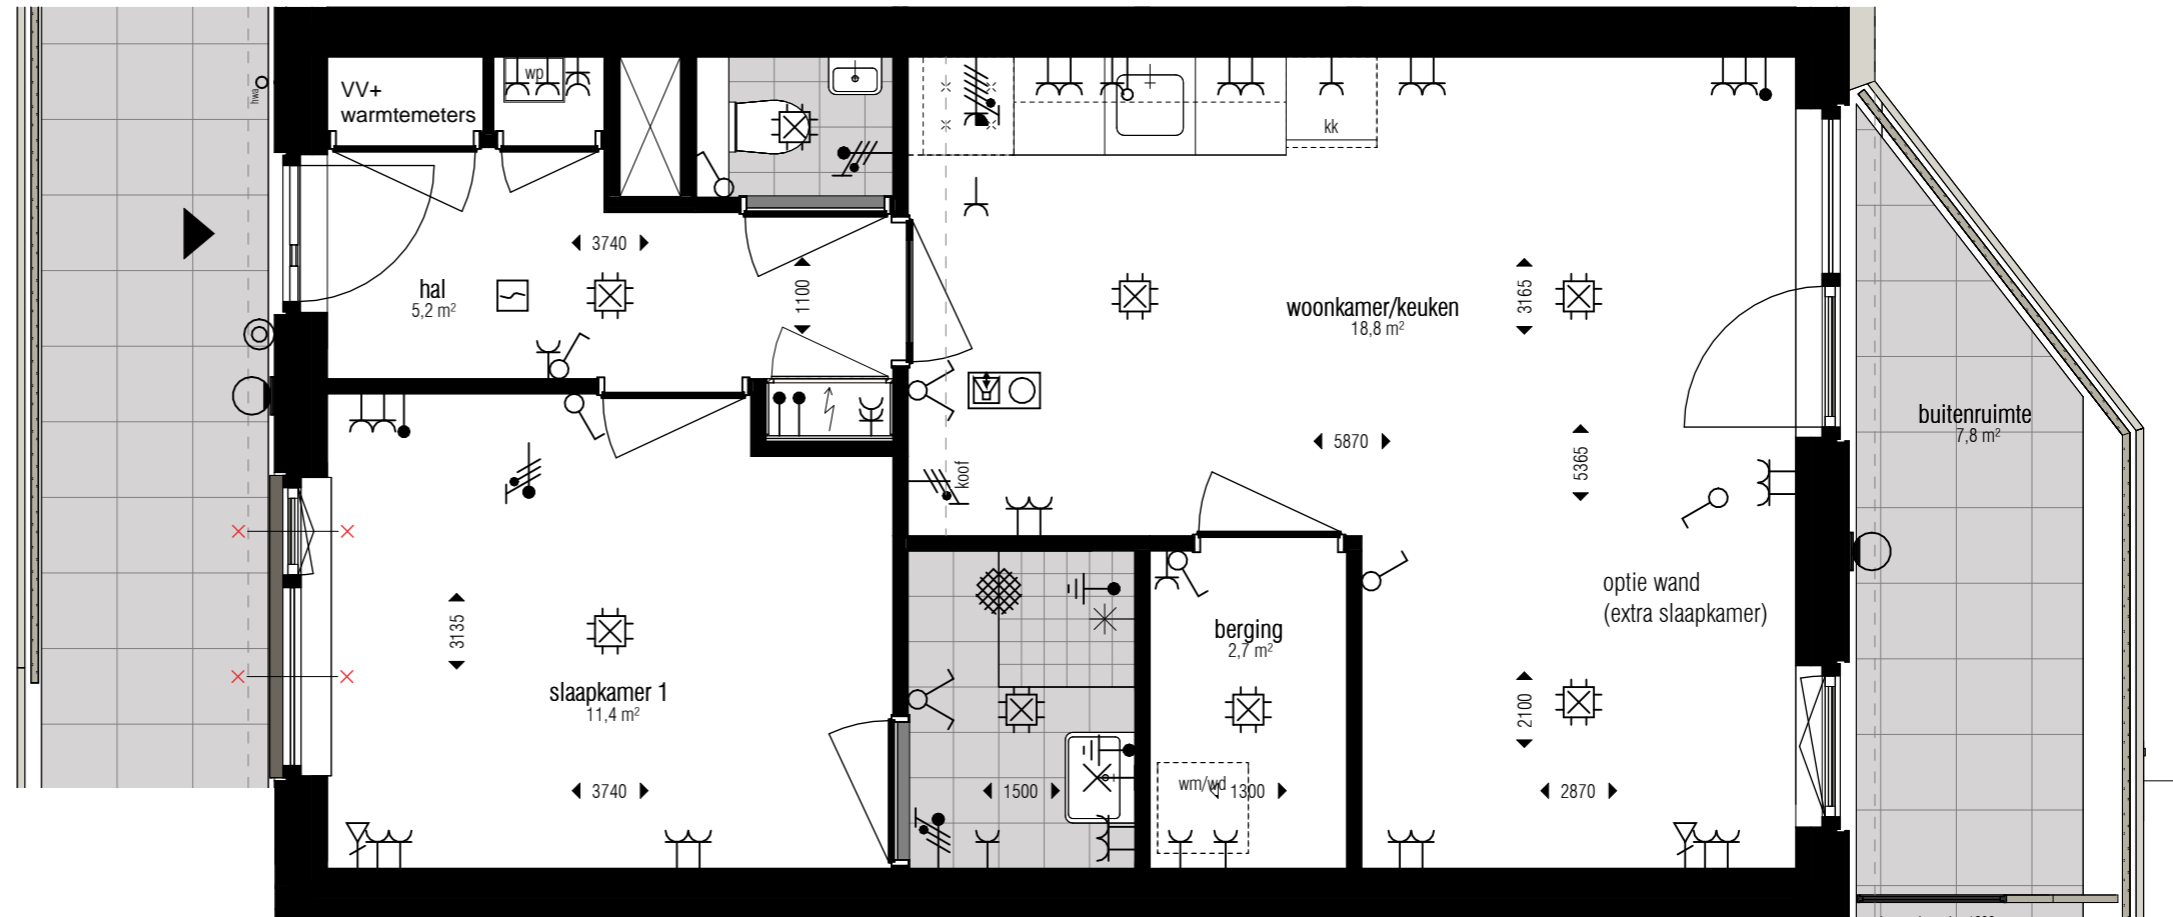 VV+
warmtemeters
wp
hwa
kk
hal
5,2 m²
3740
1100
woonkamer/keuken
18,8 m²
3165
5870
5365
koof
buitenruimte
7,8 m²
optie wand
(extra slaapkamer)
berging
2,7 m²
3135
slaapkamer 1
11,4 m²
3740
1500
wm/wd
1300
2100
2870